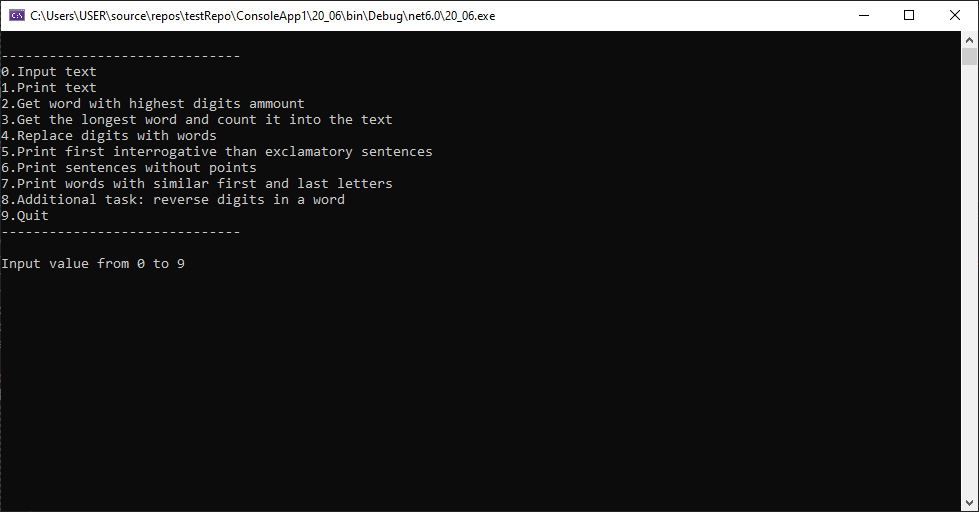 C:\Users\USER\source\repos\testRepo\ConsoleApp1\20_06\bin\Debug\net6.0\20_06.exe
------------------------------
0.Input text
1.Print text
2.Get word with highest digits ammount
3.Get the longest word and count it into the text
4.Replace digits with words
5.Print first interrogative than exclamatory sentences
6.Print sentences without points
7.Print words with similar first and last letters
8.Additional task: reverse digits in a word
9.Quit
------------------------------
Input value from 0 to 9